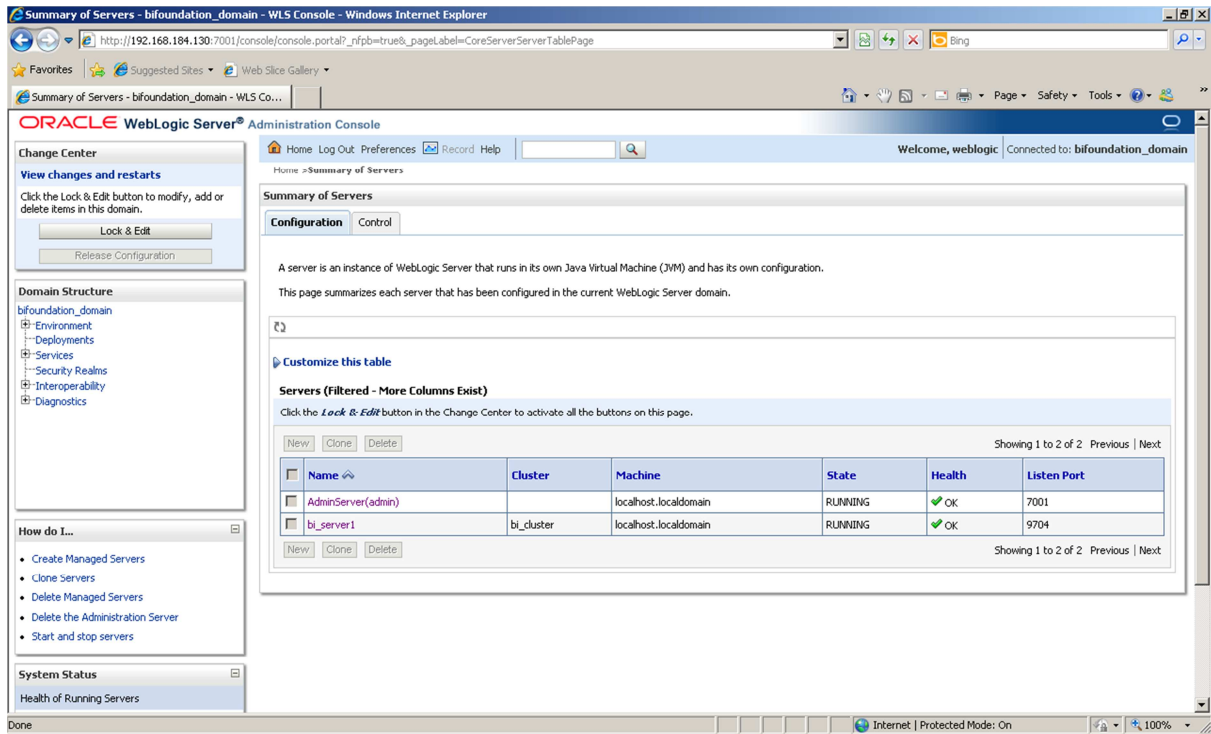 Summary of Servers - bifoundation_domain - WLS Console - Windows Internet Explorer
http://192.168.184.130:7001/console/console.portal?_nfpb=true&_pageLabel=CoreServerServerTablePage
Bing
Favorites Suggested Sites Web Slice Gallery
Summary of Servers - bifoundation_domain - WLS Co...
Page Safety Tools
ORACLE WebLogic Server® Administration Console
Change Center
View changes and restarts
Click the Lock & Edit button to modify, add or
delete items in this domain.
Lock & Edit
Release Configuration
Domain Structure
bifoundation_domain
Environment
Deployments
Services
Security Realms
Interoperability
Diagnostics
How do I...
• Create Managed Servers
• Clone Servers
• Delete Managed Servers
• Delete the Administration Server
• Start and stop servers
System Status
Health of Running Servers
Home Log Out Preferences Record Help
Welcome, weblogic Connected to: bifoundation_domain
Home >Summary of Servers
Summary of Servers
Configuration Control
A server is an instance of WebLogic Server that runs in its own Java Virtual Machine (JVM) and has its own configuration.
This page summarizes each server that has been configured in the current WebLogic Server domain.
Customize this table
Servers (Filtered - More Columns Exist)
Click the Lock & Edit button in the Change Center to activate all the buttons on this page.
New Clone Delete Showing 1 to 2 of 2 Previous | Next
Name Cluster Machine State Health Listen Port
AdminServer(admin) localhost.localdomain RUNNING OK 7001
bi_server1 bi_cluster localhost.localdomain RUNNING OK 9704
New Clone Delete Showing 1 to 2 of 2 Previous | Next
Done Internet | Protected Mode: On 100%